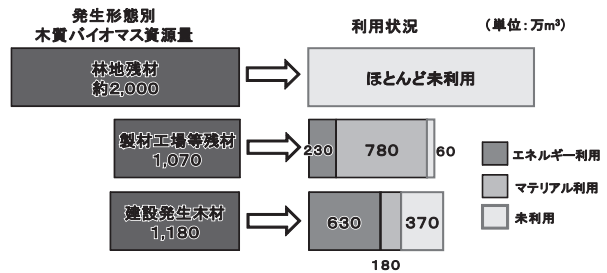 発生形態別
木質バイオマス資源量
利用状況
(単位:万m³)
林地残材
約2,000
ほとんど未利用
製材工場等残材
1,070
230
780
60
建設発生木材
1,180
630
370
180
エネルギー利用
マテリアル利用
未利用